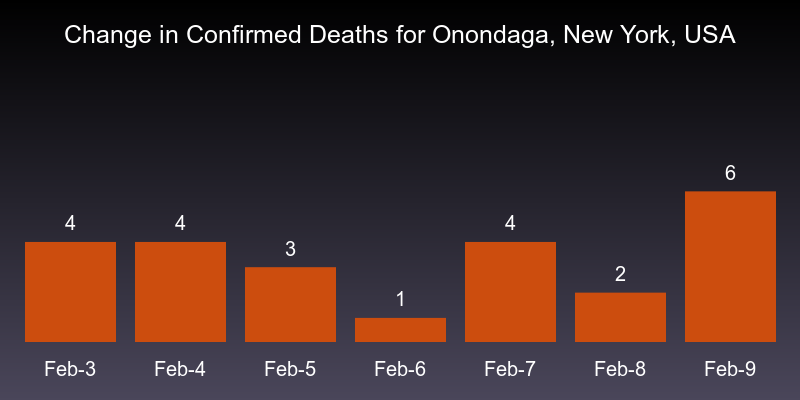 Change in Confirmed Deaths for Onondaga, New York, USA
4 4 3 1 4 2 6
Feb-3 Feb-4 Feb-5 Feb-6 Feb-7 Feb-8 Feb-9